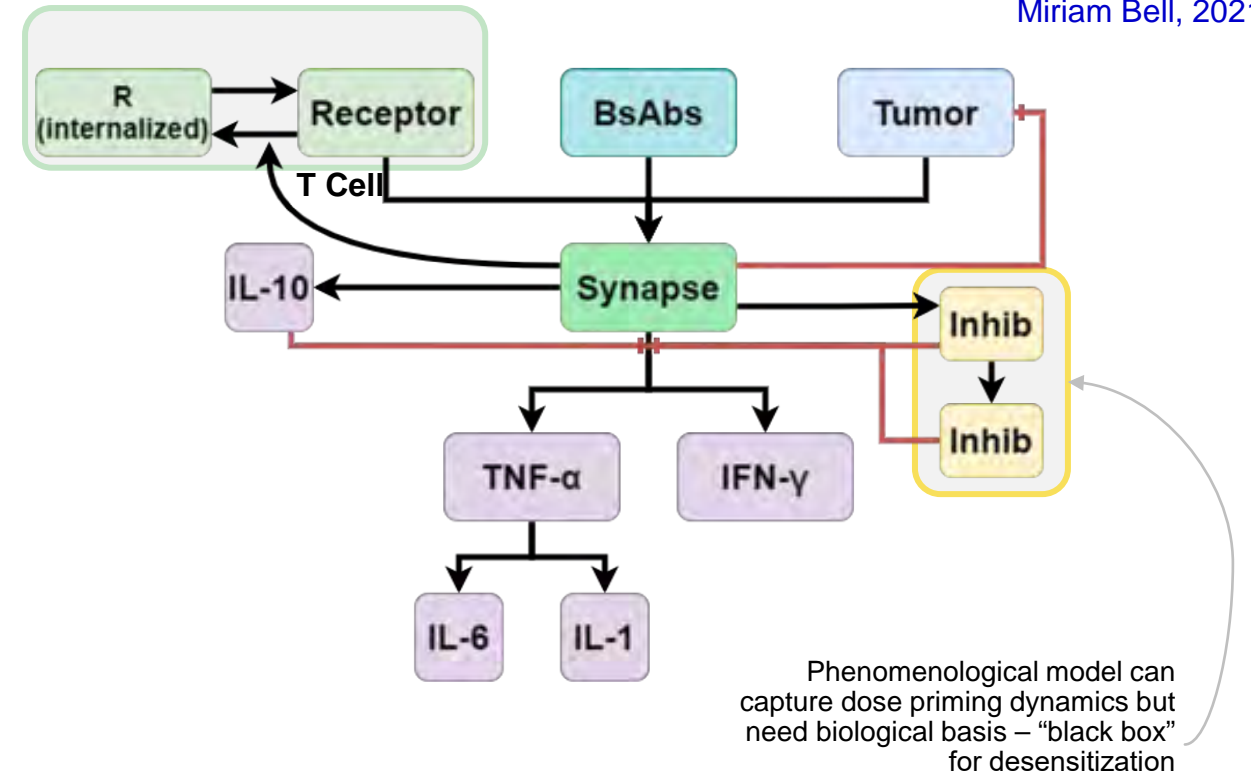 Miriam Bell, 2021
R
(internalized)
Receptor
BsAbs
Tumor
T Cell
IL-10
Synapse
Inhib
Inhib
TNF-α
IFN-γ
IL-6
IL-1
Phenomenological model can
capture dose priming dynamics but
need biological basis – “black box”
for desensitization